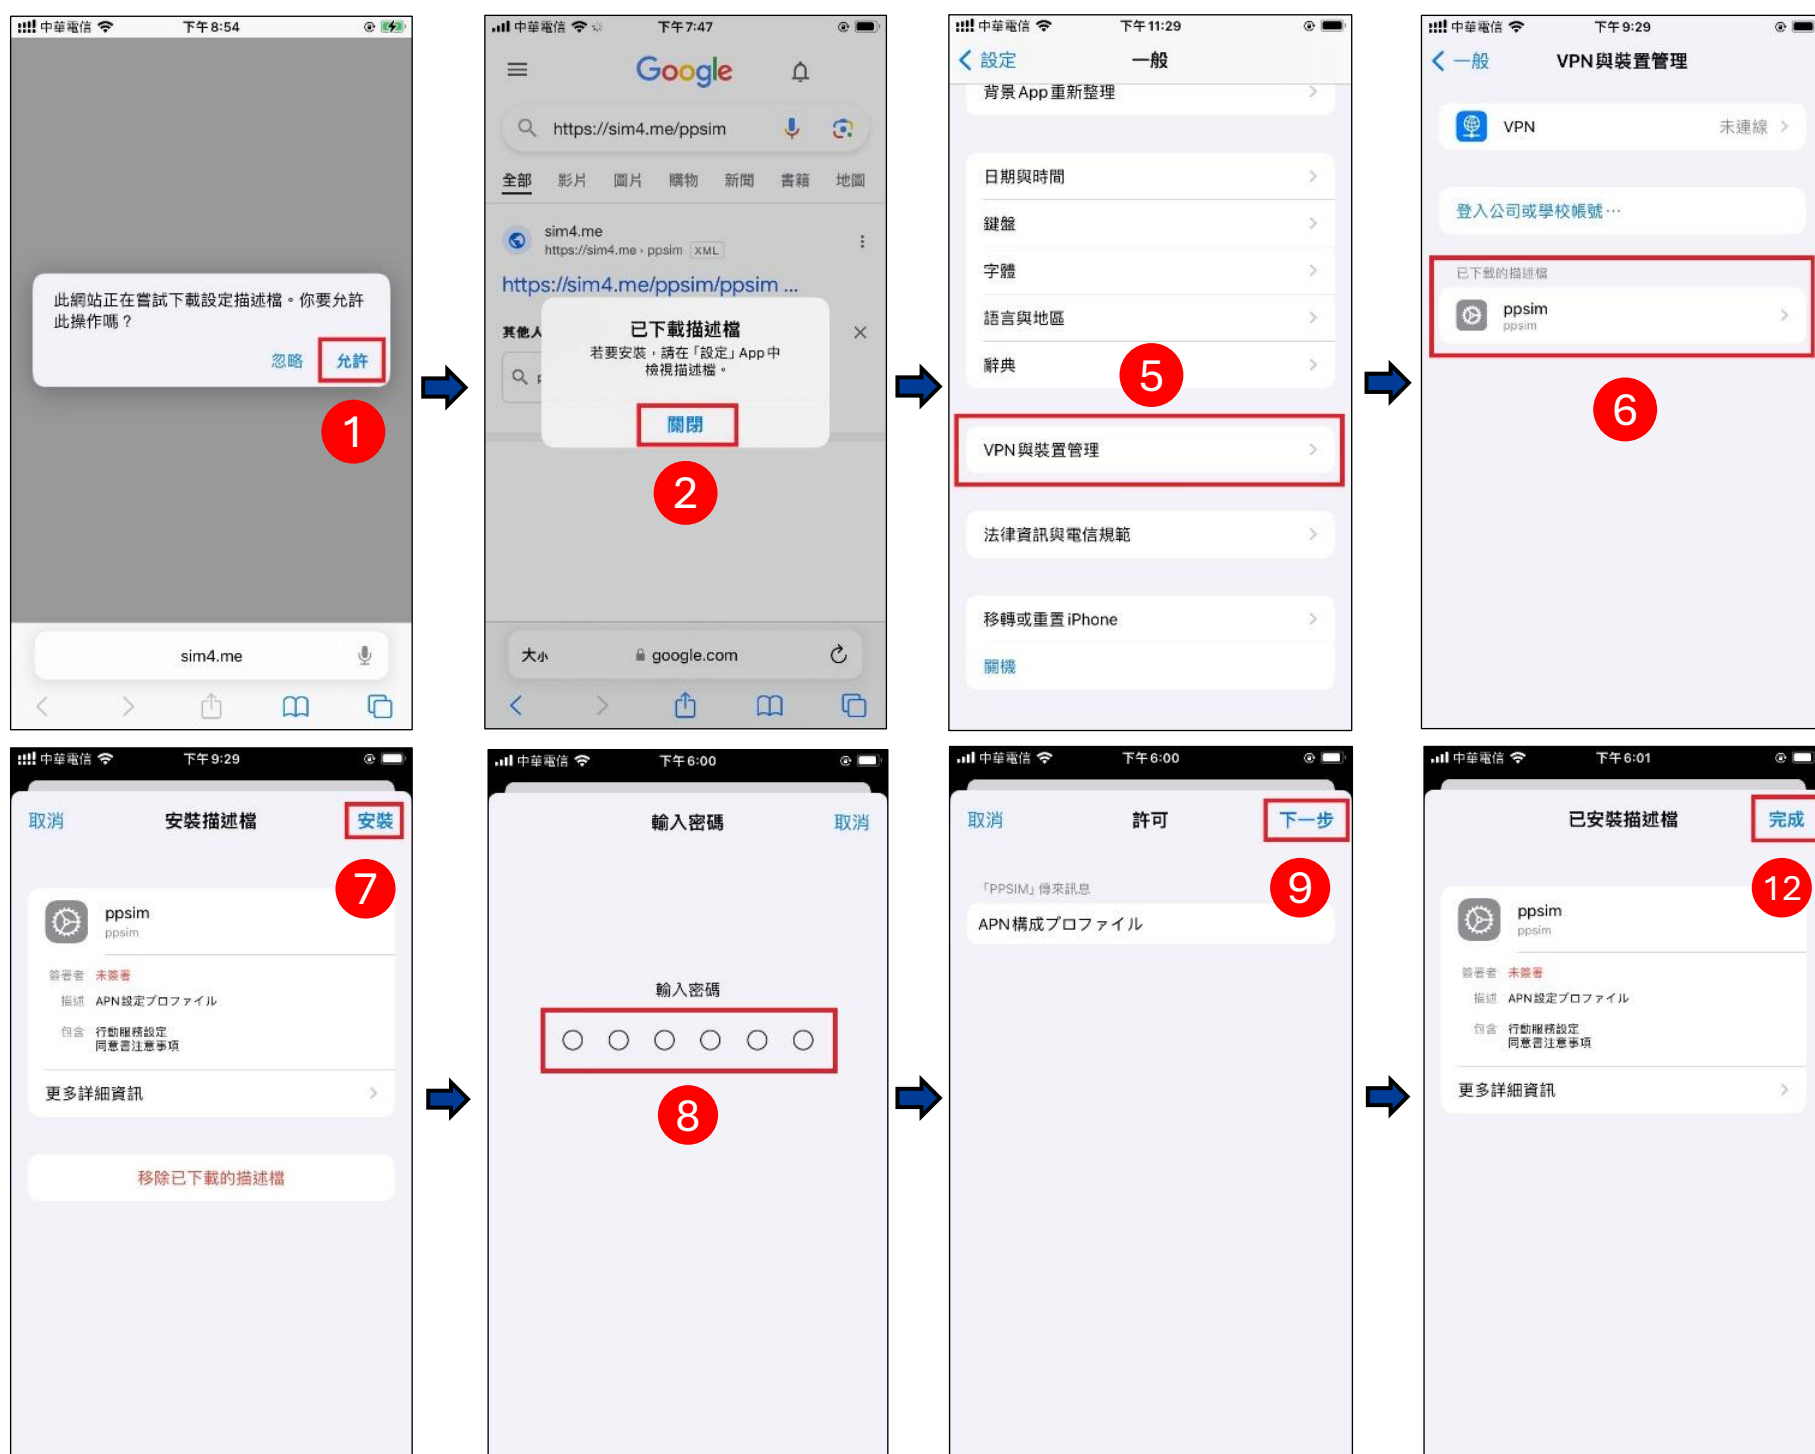 中華電信
下午8:54
此網站正在嘗試下載設定描述檔。你要允許
此操作嗎？
忽略
允許
1
sim4.me
中華電信
下午7:47
Google
https://sim4.me/ppsim
全部 影片 圖片 購物 新聞 書籍 地圖
sim4.me
https://sim4.me › ppsim XML
https://sim4.me/ppsim/ppsim ...
其他人
已下載描述檔
若要安裝，請在「設定」App中
檢視描述檔。
關閉
2
大小
google.com
中華電信
下午11:29
設定
一般
背景App重新整理
日期與時間
鍵盤
字體
語言與地區
辭典
5
VPN與裝置管理
法律資訊與電信規範
移轉或重置iPhone
關機
中華電信
下午9:29
一般
VPN與裝置管理
VPN
未連線
登入公司或學校帳號…
已下載的描述檔
ppsim
ppsim
6
中華電信
下午9:29
取消
安裝描述檔
安裝
7
ppsim
ppsim
簽署者 未簽署
描述 APN設定プロファイル
包含 行動服務設定
同意書注意事項
更多詳細資訊
移除已下載的描述檔
中華電信
下午6:00
輸入密碼
取消
輸入密碼
8
中華電信
下午6:00
取消
許可
下一步
9
「PPSIM」傳來訊息
APN構成プロファイル
中華電信
下午6:01
已安裝描述檔
完成
12
ppsim
ppsim
簽署者 未簽署
描述 APN設定プロファイル
包含 行動服務設定
同意書注意事項
更多詳細資訊